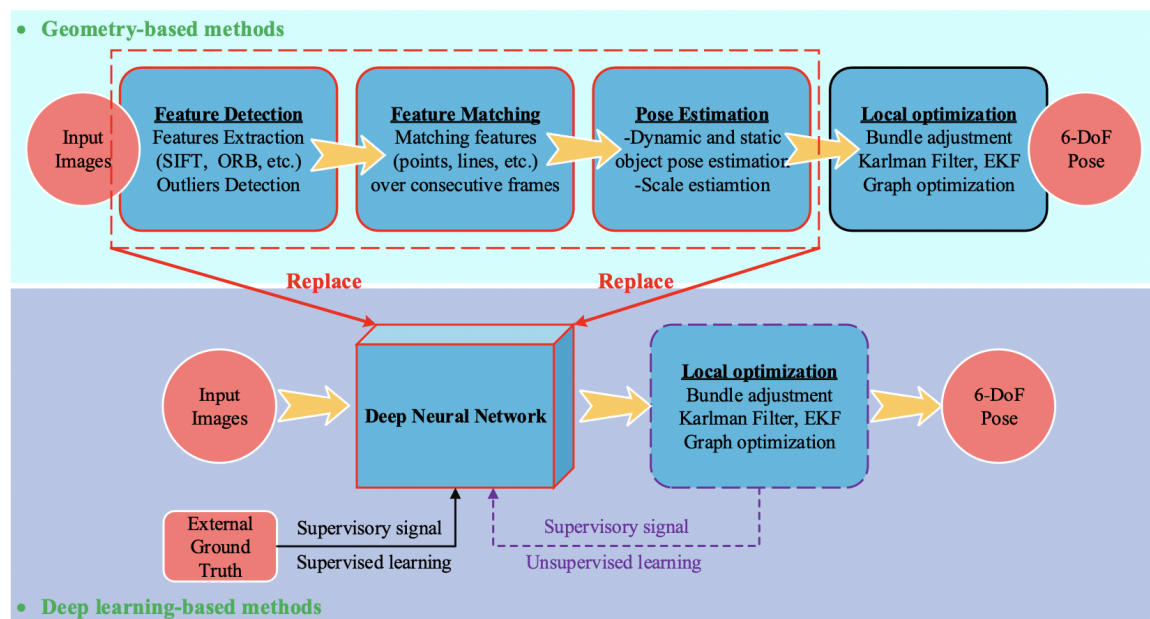 • Geometry-based methods
Input
Images
Feature Detection
Features Extraction
(SIFT, ORB, etc.)
Outliers Detection
Feature Matching
Matching features
(points, lines, etc.)
over consecutive frames
Pose Estimation
-Dynamic and static
object pose estimation
-Scale estiamtion
Local optimization
Bundle adjustment
Karlman Filter, EKF
Graph optimization
6-DoF
Pose
Replace
Replace
Input
Images
Deep Neural Network
Local optimization
Bundle adjustment
Karlman Filter, EKF
Graph optimization
6-DoF
Pose
External
Ground
Truth
Supervisory signal
Supervised learning
Supervisory signal
Unsupervised learning
• Deep learning-based methods